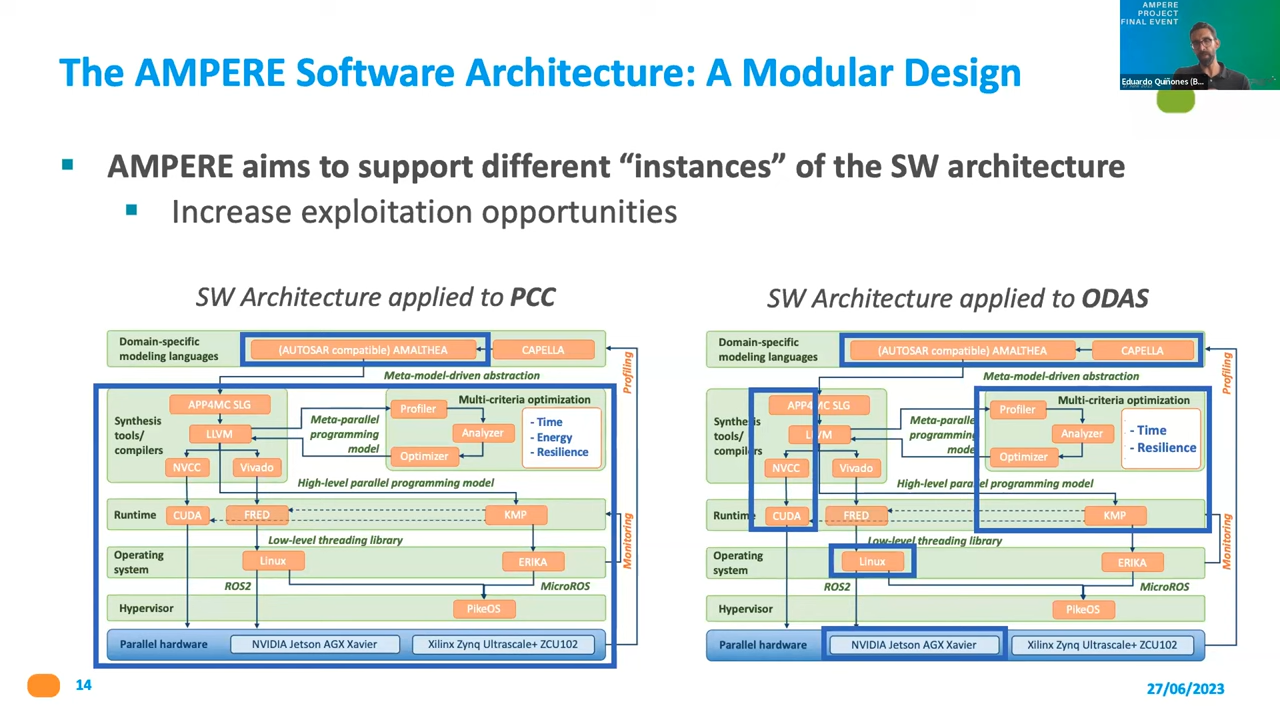 AMPERE
PROJECT
FINAL EVENT
Eduardo Quiñones (B...
The AMPERE Software Architecture: A Modular Design
AMPERE aims to support different “instances” of the SW architecture
Increase exploitation opportunities
SW Architecture applied to PCC
Domain-specific
modeling languages
(AUTOSAR compatible) AMALTHEA
CAPELLA
Meta-model-driven abstraction
Profiling
Synthesis
tools/
compilers
APP4MC SLG
LLVM
NVCC
Vivado
Meta-parallel
programming
model
Multi-criteria optimization
Profiler
Analyzer
Optimizer
- Time
- Energy
- Resilience
High-level parallel programming model
Runtime
CUDA
FRED
KMP
Low-level threading library
Monitoring
Operating
system
Linux
ERIKA
ROS2
MicroROS
Hypervisor
PikeOS
Parallel hardware
NVIDIA Jetson AGX Xavier
Xilinx Zynq Ultrascale+ ZCU102
SW Architecture applied to ODAS
Domain-specific
modeling languages
(AUTOSAR compatible) AMALTHEA
CAPELLA
Meta-model-driven abstraction
Profiling
Synthesis
tools/
compilers
APP4MC SLG
LLVM
NVCC
Vivado
Meta-parallel
programming
model
Multi-criteria optimization
Profiler
Analyzer
Optimizer
- Time
- Resilience
High-level parallel programming model
Runtime
CUDA
FRED
KMP
Low-level threading library
Monitoring
Operating
system
Linux
ERIKA
ROS2
MicroROS
Hypervisor
PikeOS
Parallel hardware
NVIDIA Jetson AGX Xavier
Xilinx Zynq Ultrascale+ ZCU102
14
27/06/2023